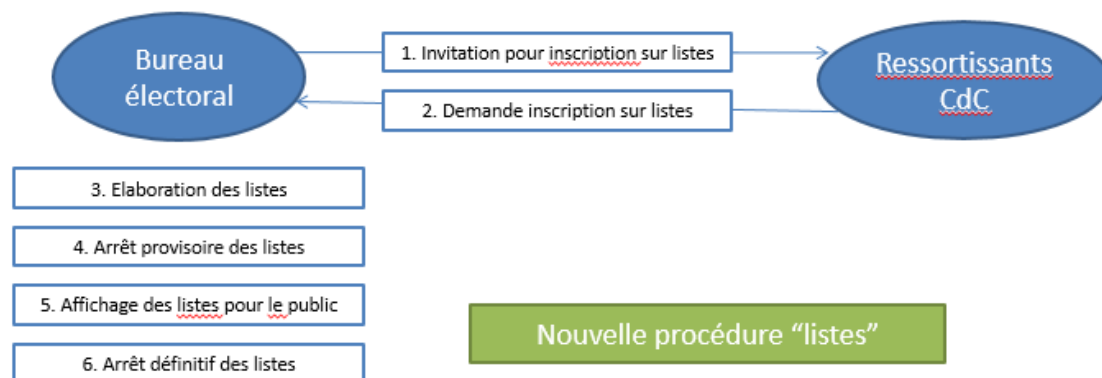 Bureau
électoral
1. Invitation pour inscription sur listes
Ressortissants
CdC
2. Demande inscription sur listes
3. Elaboration des listes
4. Arrêt provisoire des listes
5. Affichage des listes pour le public
6. Arrêt définitif des listes
Nouvelle procédure “listes”